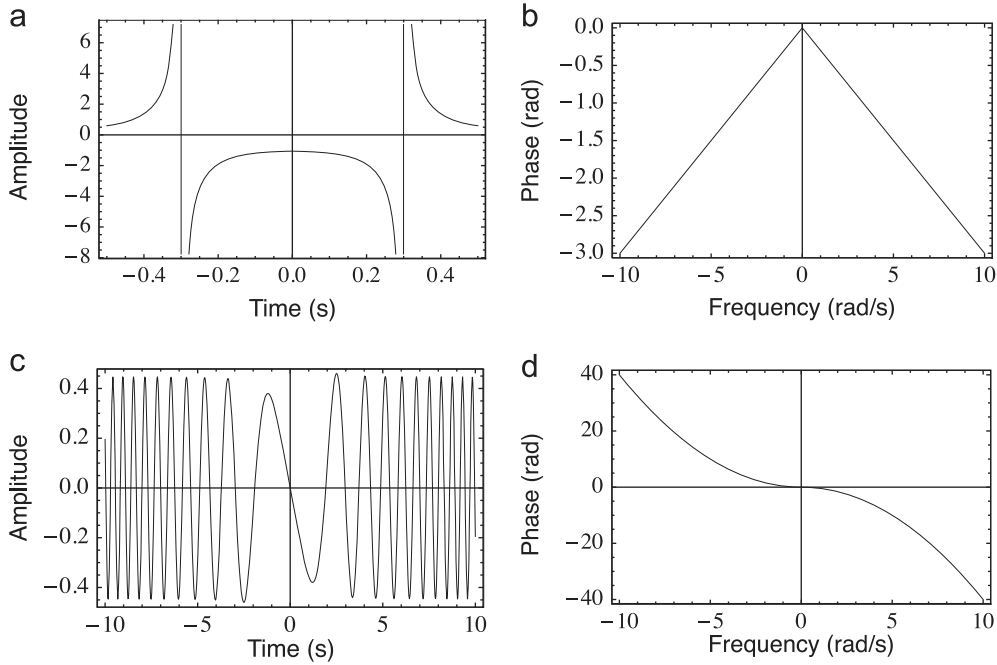 a
Amplitude
6
4
2
0
−2
−4
−6
−8
−0.4 −0.2 0.0 0.2 0.4
Time (s)
b
Phase (rad)
0.0
−0.5
−1.0
−1.5
−2.0
−2.5
−3.0
−10 −5 0 5 10
Frequency (rad/s)
c
Amplitude
0.4
0.2
0.0
−0.2
−0.4
−10 −5 0 5 10
Time (s)
d
Phase (rad)
40
20
0
−20
−40
−10 −5 0 5 10
Frequency (rad/s)